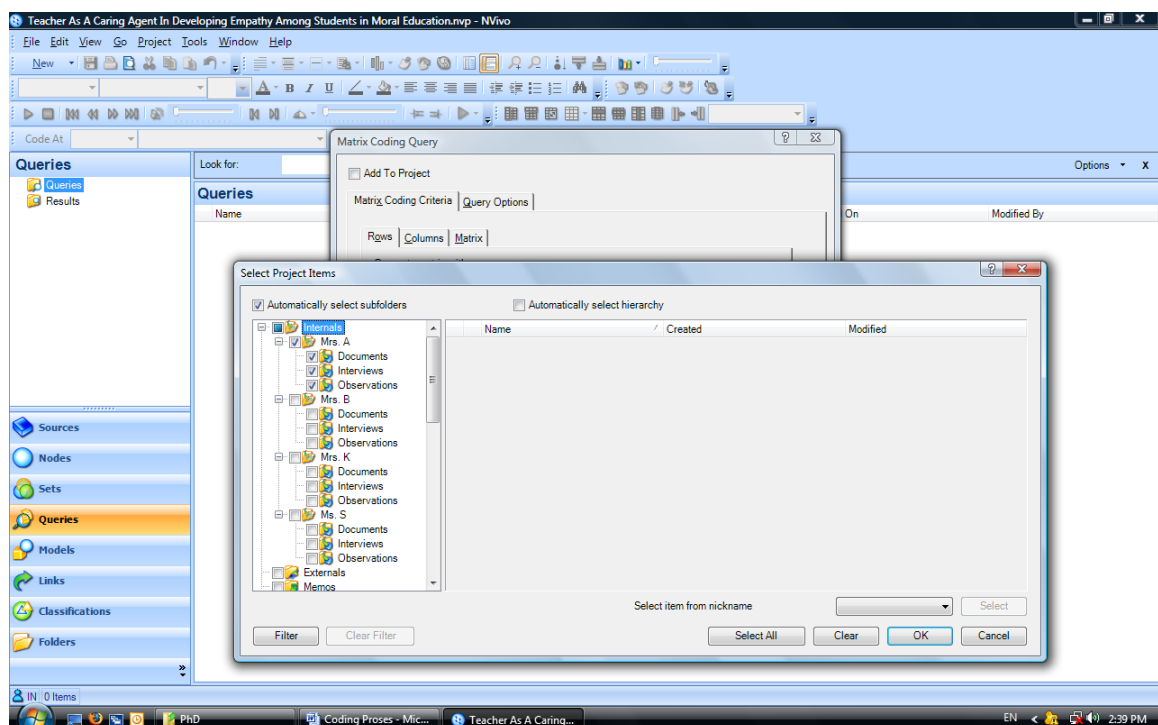 Teacher As A Caring Agent In Developing Empathy Among Students in Moral Education.nvp - NVivo
File Edit View Go Project Tools Window Help
New
Code At
Queries
Queries
Results
Look for:
Options
Queries
Name
On
Modified By
Matrix Coding Query
Add To Project
Matrix Coding Criteria Query Options
Rows Columns Matrix
Select Project Items
Automatically select subfolders Automatically select hierarchy
Internals
Mrs. A
Documents
Interviews
Observations
Mrs. B
Documents
Interviews
Observations
Mrs. K
Documents
Interviews
Observations
Ms. S
Documents
Interviews
Observations
Externals
Memos
Name Created Modified
Select item from nickname Select
Filter Clear Filter Select All Clear OK Cancel
Sources
Nodes
Sets
Queries
Models
Links
Classifications
Folders
IN 0 Items
PhD Coding Proses - Mic... Teacher As A Caring... EN 2:39 PM